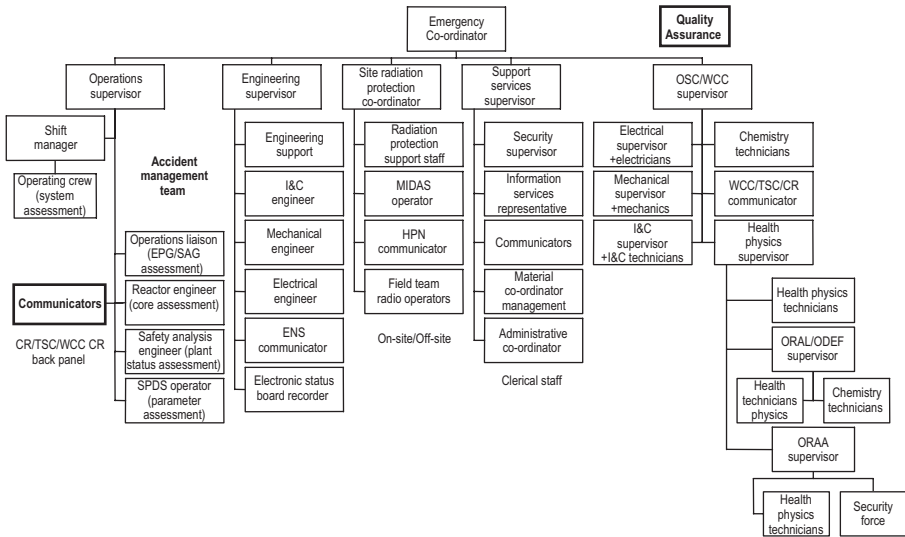 Emergency
Co-ordinator
Quality
Assurance
Operations
supervisor
Engineering
supervisor
Site radiation
protection
co-ordinator
Support
services
supervisor
OSC/WCC
supervisor
Shift
manager
Operating crew
(system
assessment)
Accident
management
team
Operations liaison
(EPG/SAG
assessment)
Communicators
Reactor engineer
(core assessment)
CR/TSC/WCC CR
back panel
Safety analysis
engineer (plant
status assessment)
SPDS operator
(parameter
assessment)
Engineering
support
I&C
engineer
Mechanical
engineer
Electrical
engineer
ENS
communicator
Electronic status
board recorder
Radiation
protection
support staff
MIDAS
operator
HPN
communicator
Field team
radio operators
On-site/Off-site
Security
supervisor
Information
services
representative
Communicators
Material
co-ordinator
management
Administrative
co-ordinator
Clerical staff
Electrical
supervisor
+electricians
Mechanical
supervisor
+mechanics
I&C
supervisor
+I&C technicians
Chemistry
technicians
WCC/TSC/CR
communicator
Health
physics
supervisor
Health physics
technicians
ORAL/ODEF
supervisor
Health
technicians
physics
Chemistry
technicians
ORAA
supervisor
Health
physics
technicians
Security
force